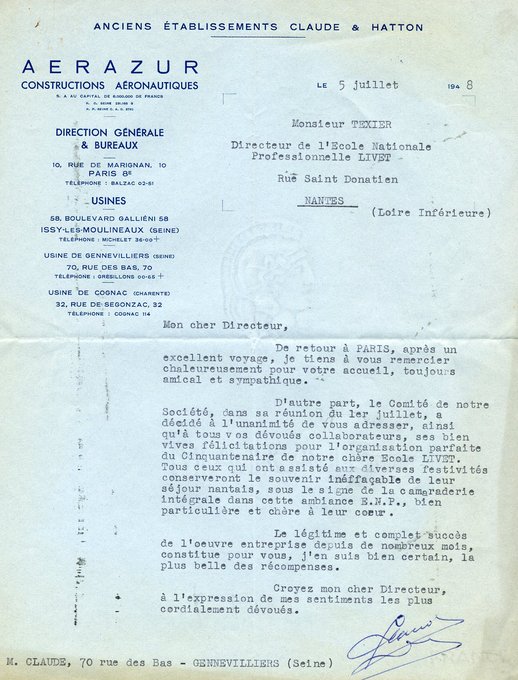 ANCIENS ÉTABLISSEMENTS CLAUDE & HATTON
AERAZUR
CONSTRUCTIONS AÉRONAUTIQUES
S. A AU CAPITAL DE 6.000.000 DE FRANCS
DIRECTION GÉNÉRALE
& BUREAUX
10, RUE DE MARIGNAN, 10
PARIS 8E
TÉLÉPHONE : BALZAC 02-51
USINES
58, BOULEVARD GALLIÉNI 58
ISSY-LES-MOULINEAUX (SEINE)
TÉLÉPHONE : MICHELET 36-00+
USINE DE GENNEVILLIERS (SEINE)
70, RUE DES BAS, 70
TÉLÉPHONE : GRÉSILLONS 00-65+
USINE DE COGNAC (CHARENTE)
32, RUE DE SEGONZAC, 32
TÉLÉPHONE : COGNAC 114
LE 5 juillet 1948
Monsieur TEXIER
Directeur de l'Ecole Nationale
Professionnelle LIVET
Rue Saint Donatien
NANTES
(Loire Inférieure)
Mon cher Directeur,
De retour à PARIS, après un
excellent voyage, je tiens à vous remercier
chaleureusement pour votre accueil, toujours
amical et sympathique.
D'autre part, le Comité de notre
Société, dans sa réunion du 1er juillet, a
décidé à l'unanimité de vous adresser, ainsi
qu'à tous vos dévoués collaborateurs, ses bien
vives félicitations pour l'organisation parfaite
du Cinquantenaire de notre chère Ecole LIVET.
Tous ceux qui ont assisté aux diverses festivités
conserveront le souvenir inéffaçable de leur
séjour nantais, sous le signe de la camaraderie
intégrale dans cette ambiance E.N.P., bien
particulière et chère à leur coeur.
Le légitime et complet succès
de l'oeuvre entreprise depuis de nombreux mois,
constitue pour vous, j'en suis bien certain, la
plus belle des récompenses.
Croyez mon cher Directeur,
à l'expression de mes sentiments les plus
cordialement dévoués.
M. CLAUDE, 70 rue des Bas - GENNEVILLIERS (Seine)